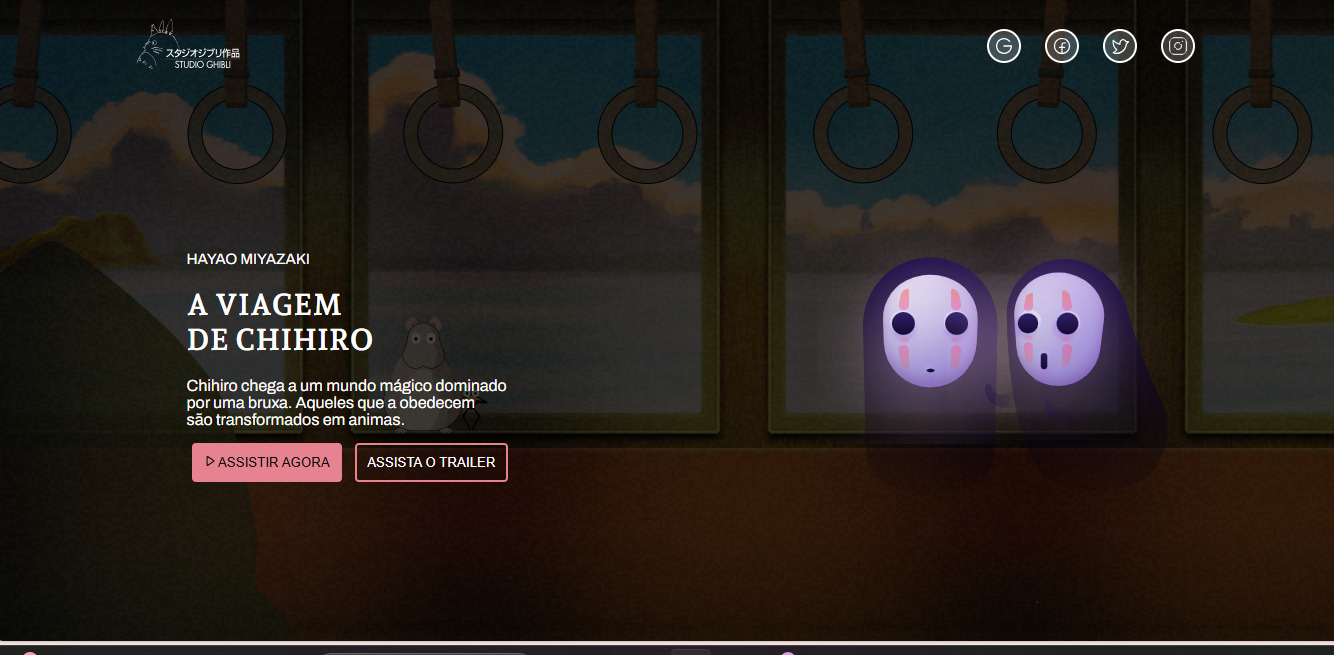 スタジオジブリ作品
STUDIO GHIBLI
HAYAO MIYAZAKI
A VIAGEM
DE CHIHIRO
Chihiro chega a um mundo mágico dominado
por uma bruxa. Aqueles que a obedecem
são transformados em animas.
ASSISTIR AGORA
ASSISTA O TRAILER